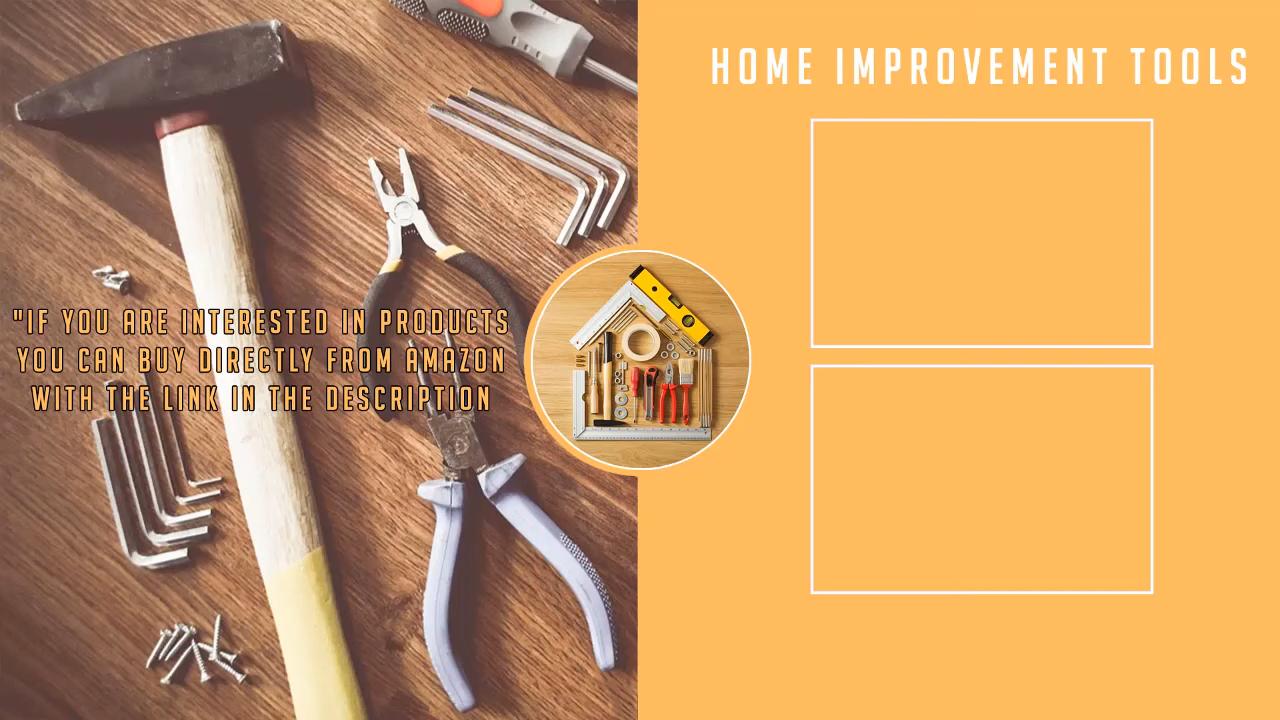 HOME IMPROVEMENT TOOLS
"IF YOU ARE INTERESTED IN PRODUCTS
YOU CAN BUY DIRECTLY FROM AMAZON
WITH THE LINK IN THE DESCRIPTION